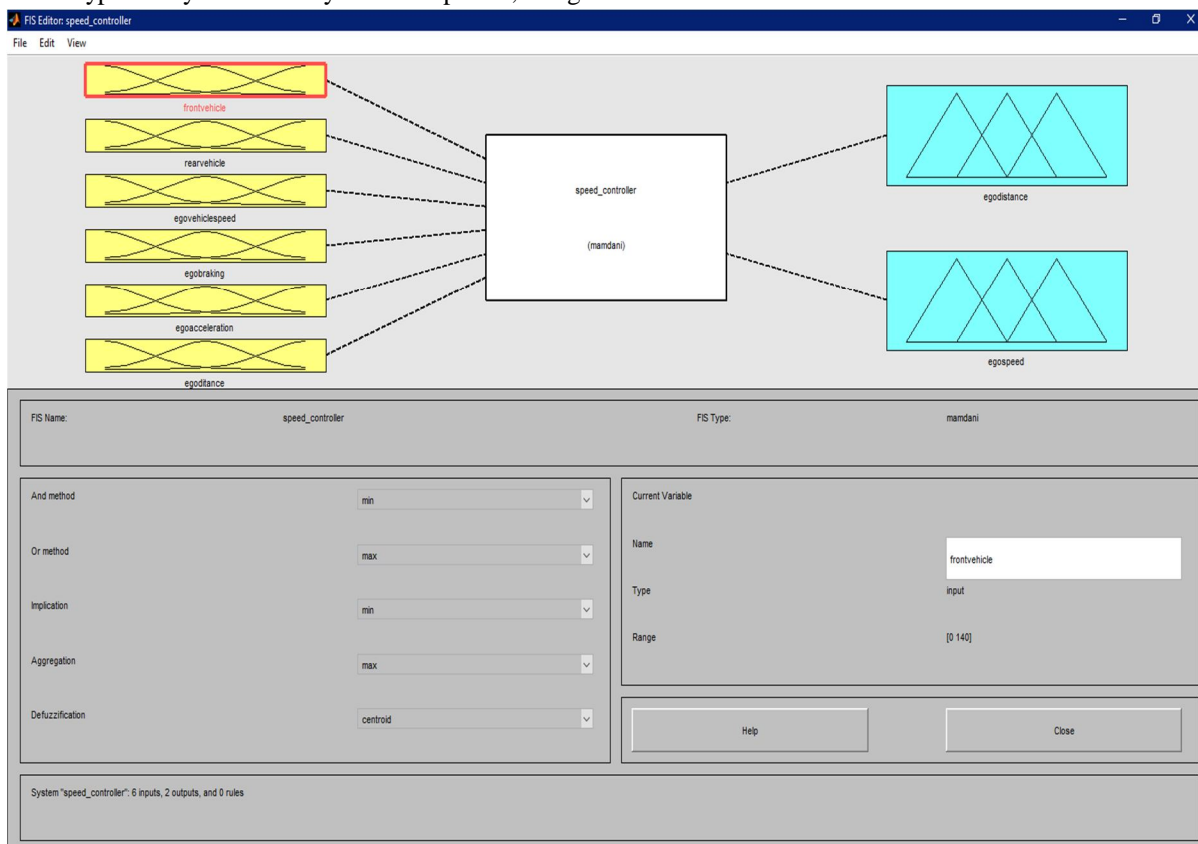 FIS Editor: speed_controller
File Edit View
frontvehicle
rearvehicle
egovehiclespeed
egobraking
egoacceleration
egoditance
speed_controller
(mamdani)
egodistance
egospeed
FIS Name: speed_controller FIS Type: mamdani
And method min
Or method max
Implication min
Aggregation max
Defuzzification centroid
Current Variable
Name frontvehicle
Type input
Range [0 140]
Help Close
System "speed_controller": 6 inputs, 2 outputs, and 0 rules